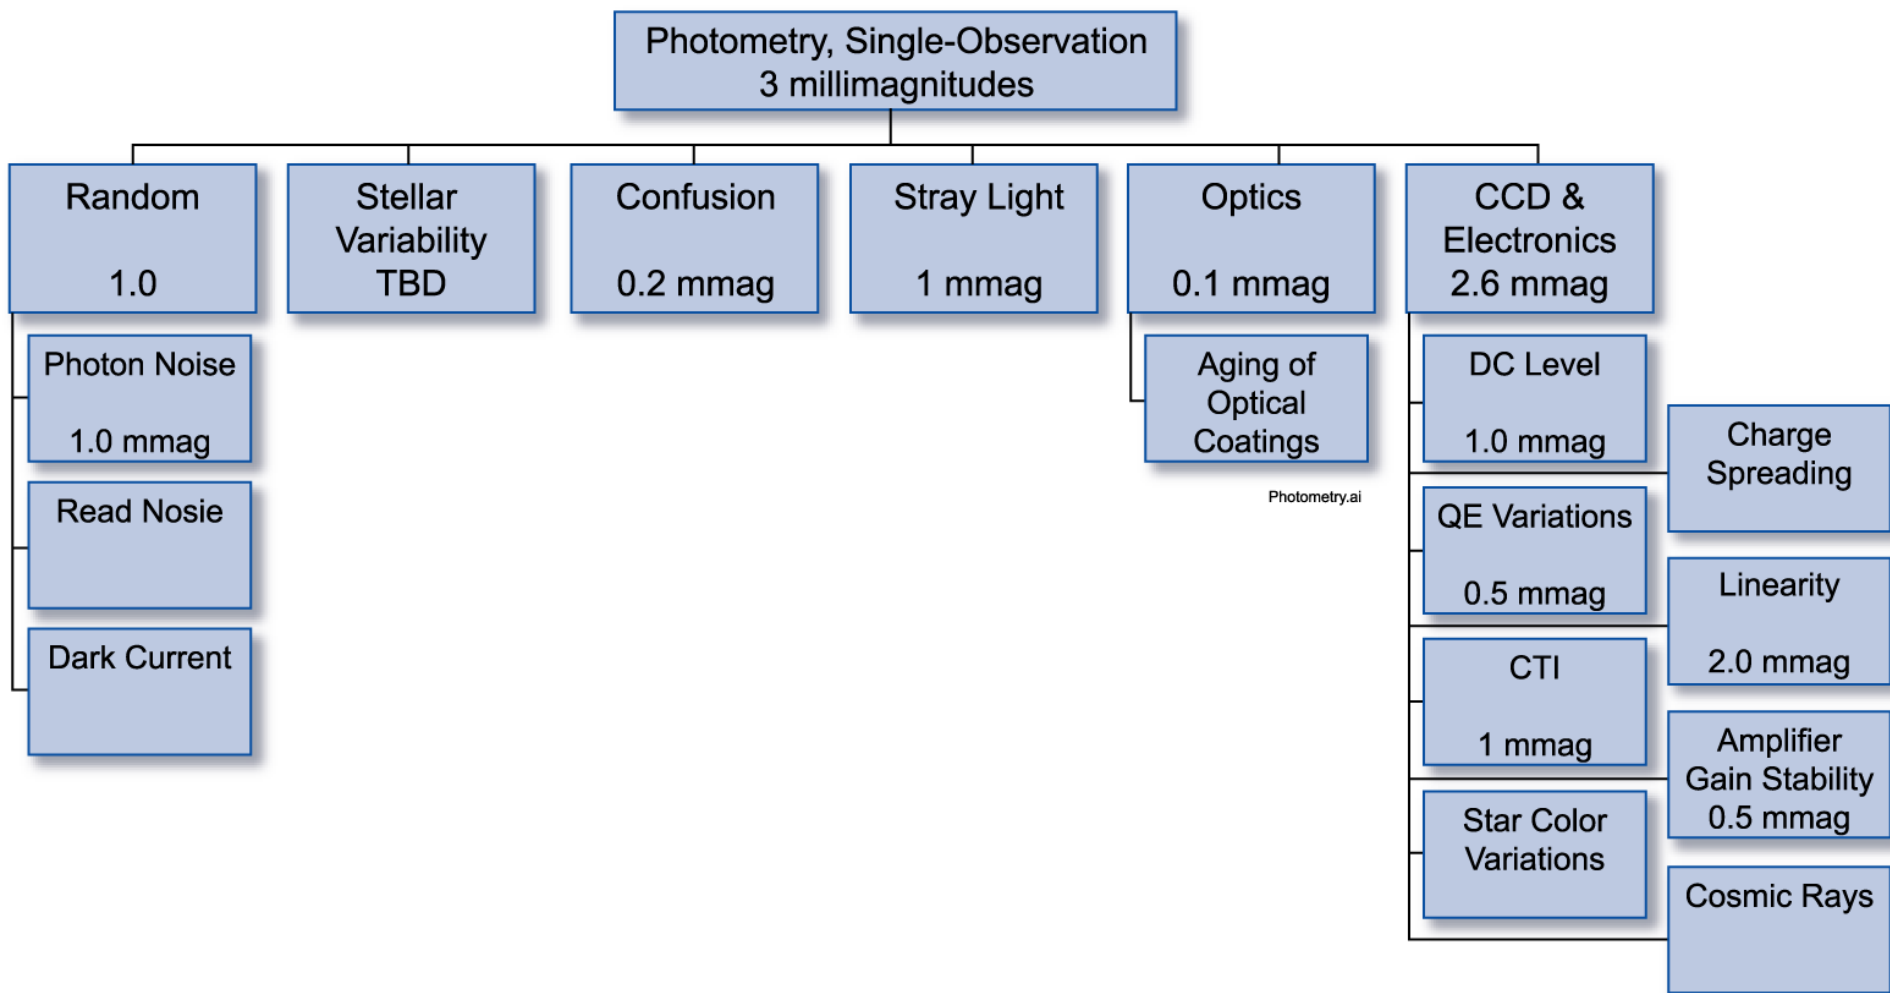 Photometry, Single-Observation
3 millimagnitudes
Random
1.0
Stellar
Variability
TBD
Confusion
0.2 mmag
Stray Light
1 mmag
Optics
0.1 mmag
CCD &
Electronics
2.6 mmag
Photon Noise
1.0 mmag
Read Nosie
Dark Current
Aging of
Optical
Coatings
Photometry.ai
DC Level
1.0 mmag
Charge
Spreading
QE Variations
0.5 mmag
Linearity
2.0 mmag
CTI
1 mmag
Amplifier
Gain Stability
0.5 mmag
Star Color
Variations
Cosmic Rays